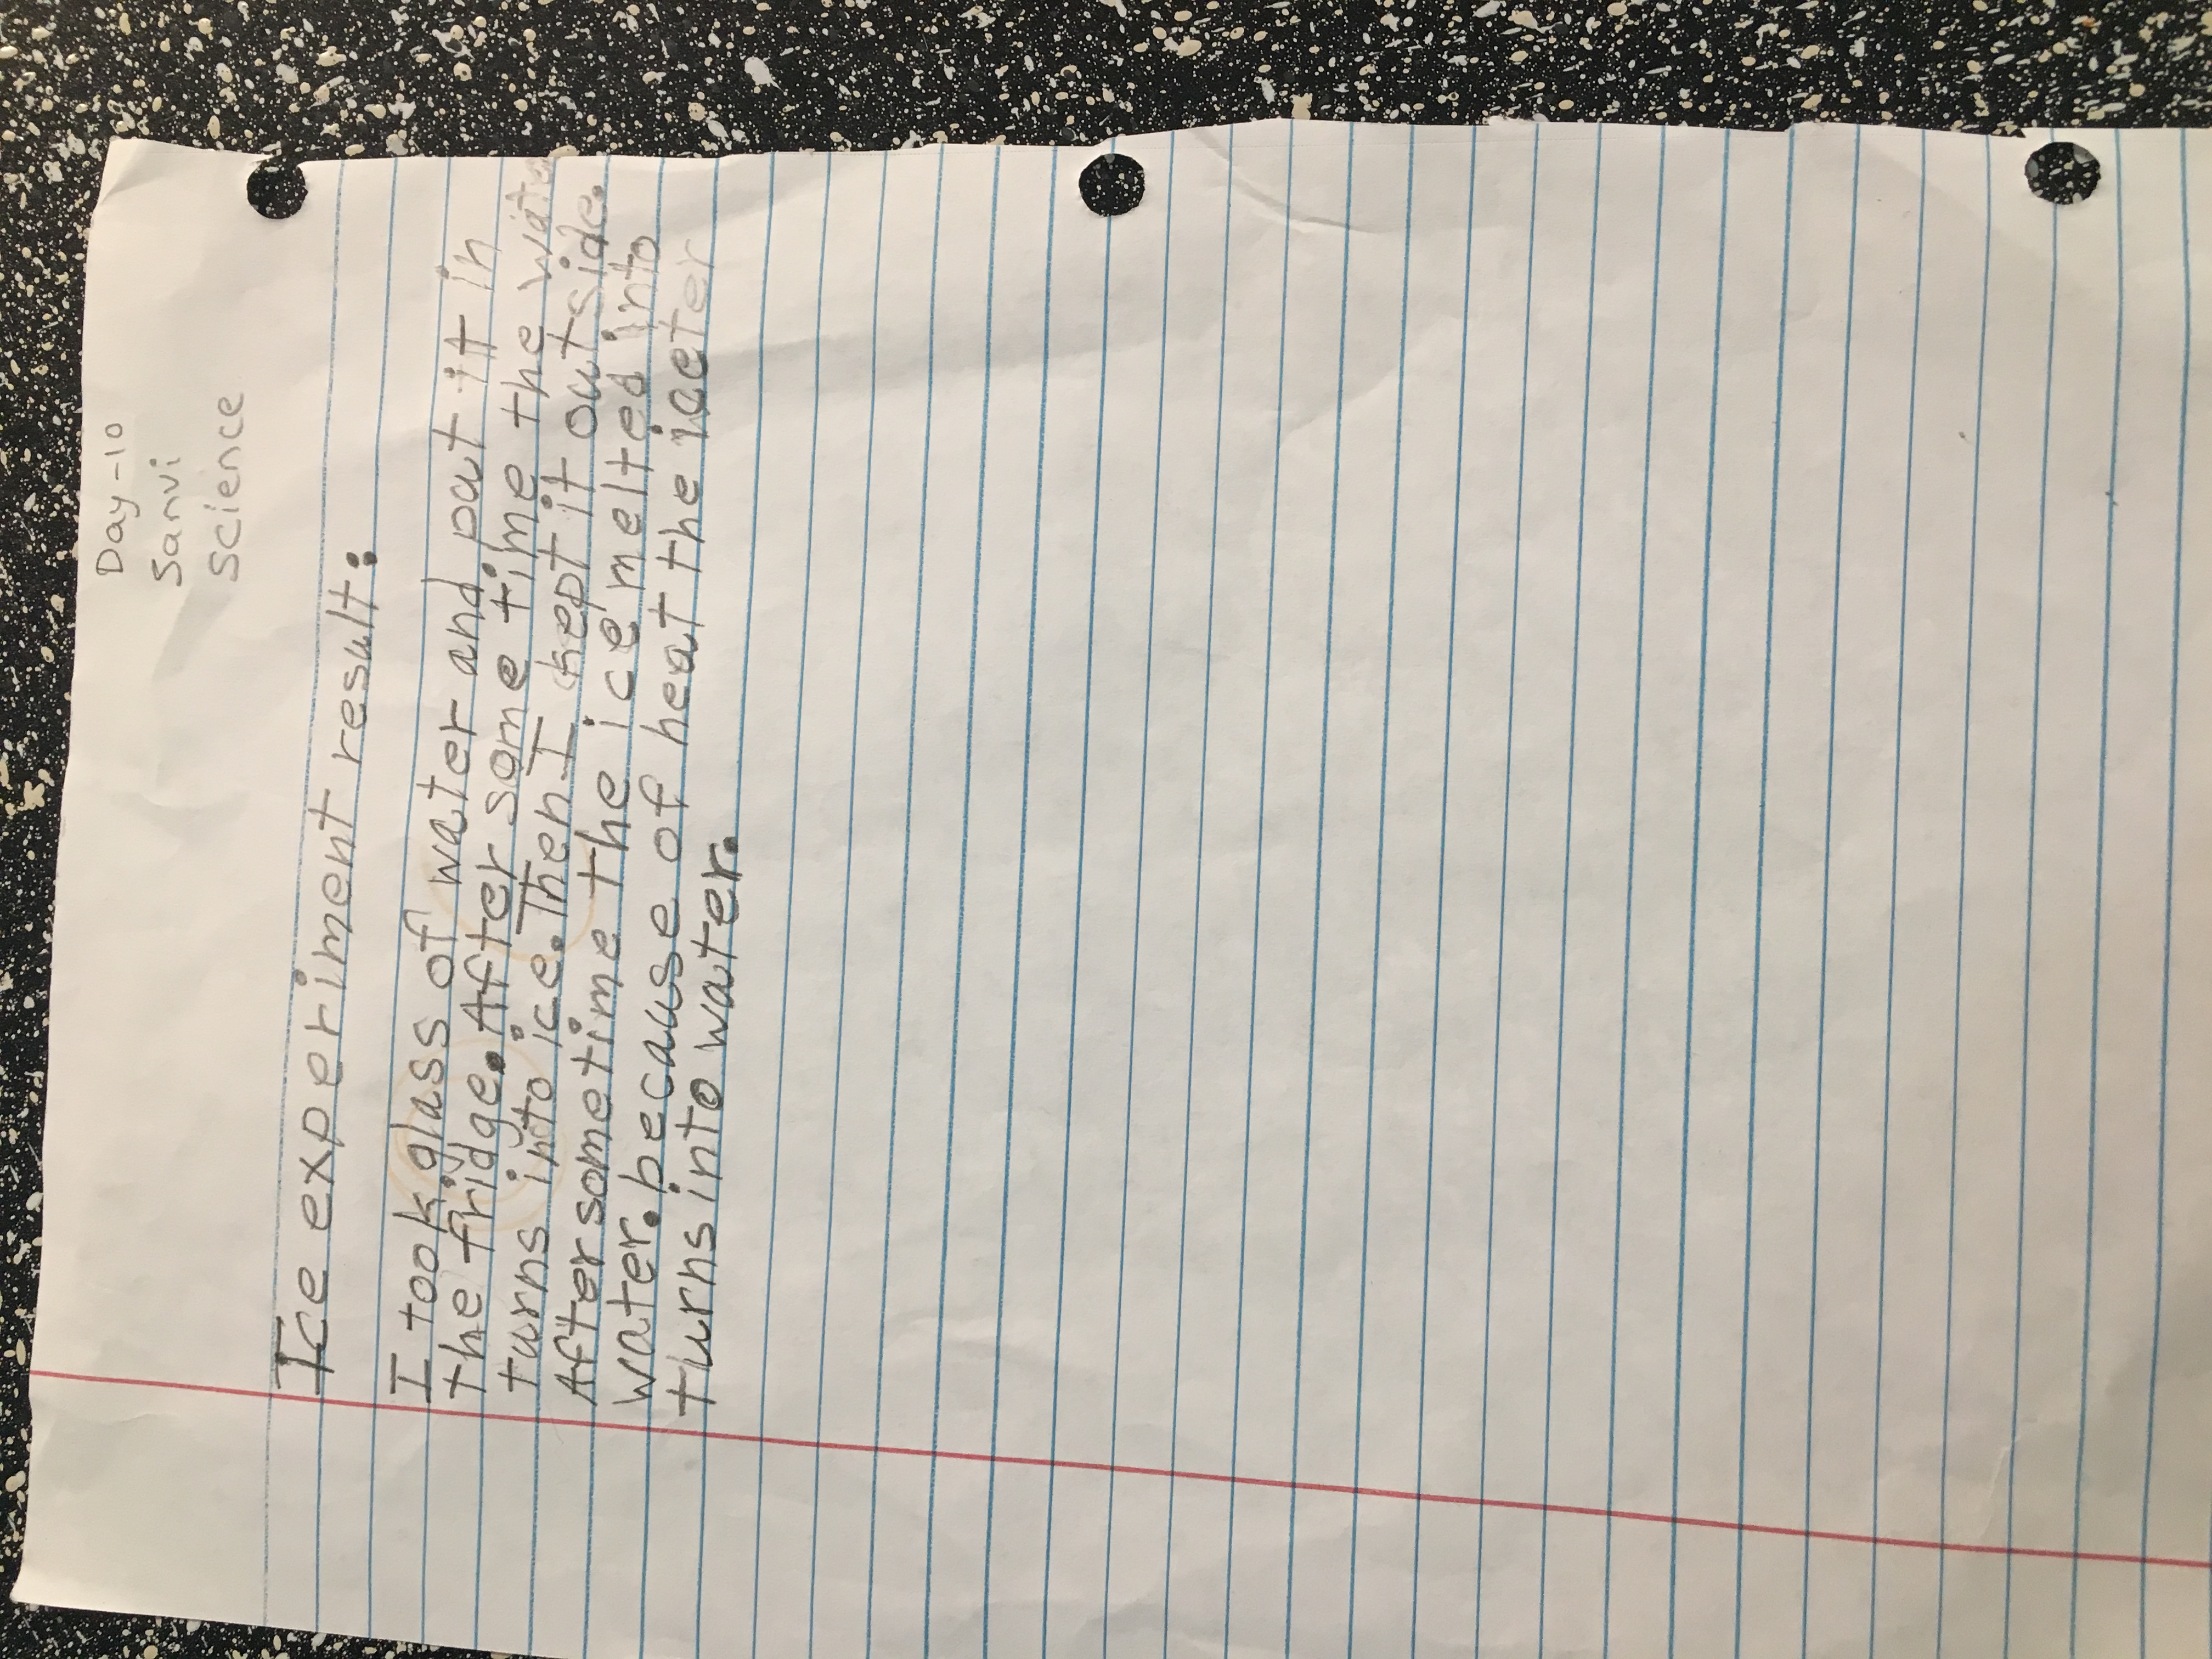 Day-10
Sanvi
Science
Ice experiment result:
I took glass of water and put it in
the fridge. After some time the water
turns into ice. Then I kept it outside.
After sometime the ice melted into
water. because of heat the ice
turns into water.